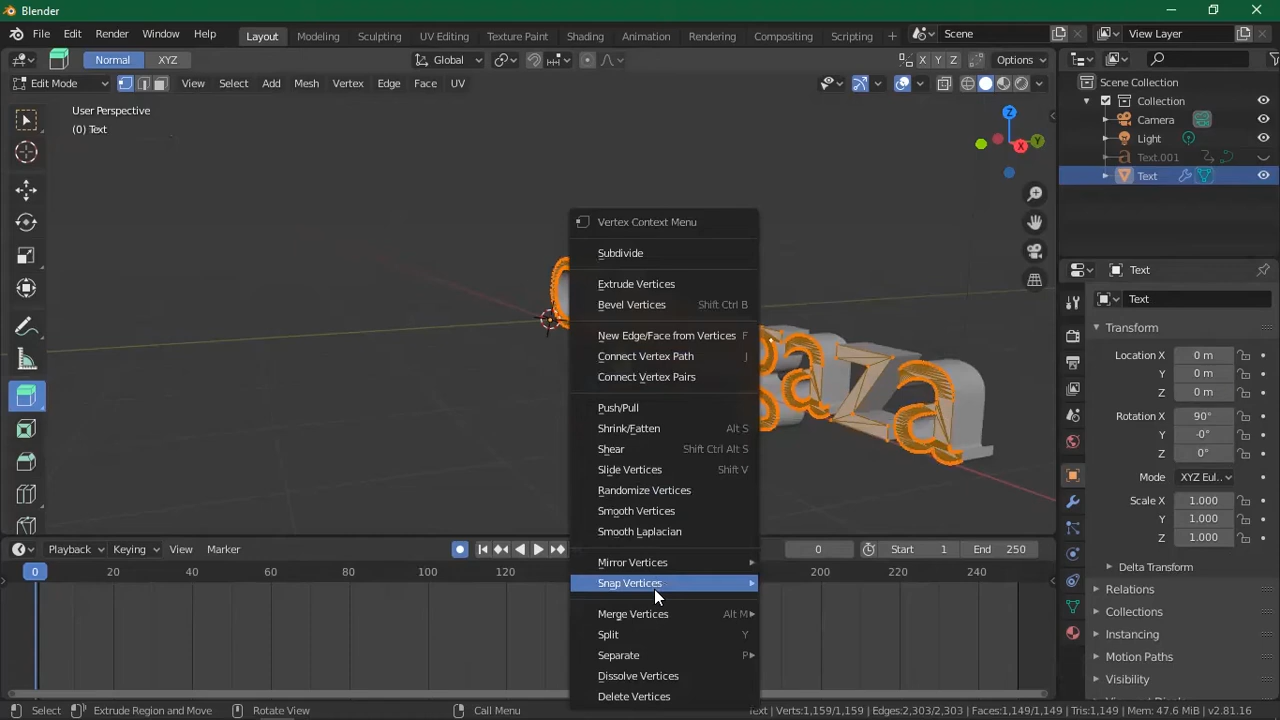 Blender
File Edit Render Window Help Layout Modeling Sculpting UV Editing Texture Paint Shading Animation Rendering Compositing Scripting + Scene View Layer
Normal XYZ Global X Y Z Options
Edit Mode View Select Add Mesh Vertex Edge Face UV
User Perspective
(0) Text
Z
Y
X
Scene Collection
Collection
Camera
Light
Text.001
Text
Vertex Context Menu
Subdivide
Extrude Vertices
Bevel Vertices Shift Ctrl B
New Edge/Face from Vertices F
Connect Vertex Path J
Connect Vertex Pairs
Push/Pull
Shrink/Fatten Alt S
Shear Shift Ctrl Alt S
Slide Vertices Shift V
Randomize Vertices
Smooth Vertices
Smooth Laplacian
Mirror Vertices
Snap Vertices
Merge Vertices Alt M
Split Y
Separate P
Dissolve Vertices
Delete Vertices
Text
Text
Transform
Location X 0 m
Y 0 m
Z 0 m
Rotation X 90°
Y -0°
Z 0°
Mode XYZ Eul..
Scale X 1.000
Y 1.000
Z 1.000
Delta Transform
Relations
Collections
Instancing
Motion Paths
Visibility
Playback Keying View Marker 0 Start 1 End 250
0 20 40 60 80 100 120 200 220 240
Select Extrude Region and Move Rotate View Call Menu Text | Verts:1,159/1,159 | Edges:2,303/2,303 | Faces:1,149/1,149 | Tris:1,149 | Mem: 47.6 MiB | v2.81.16